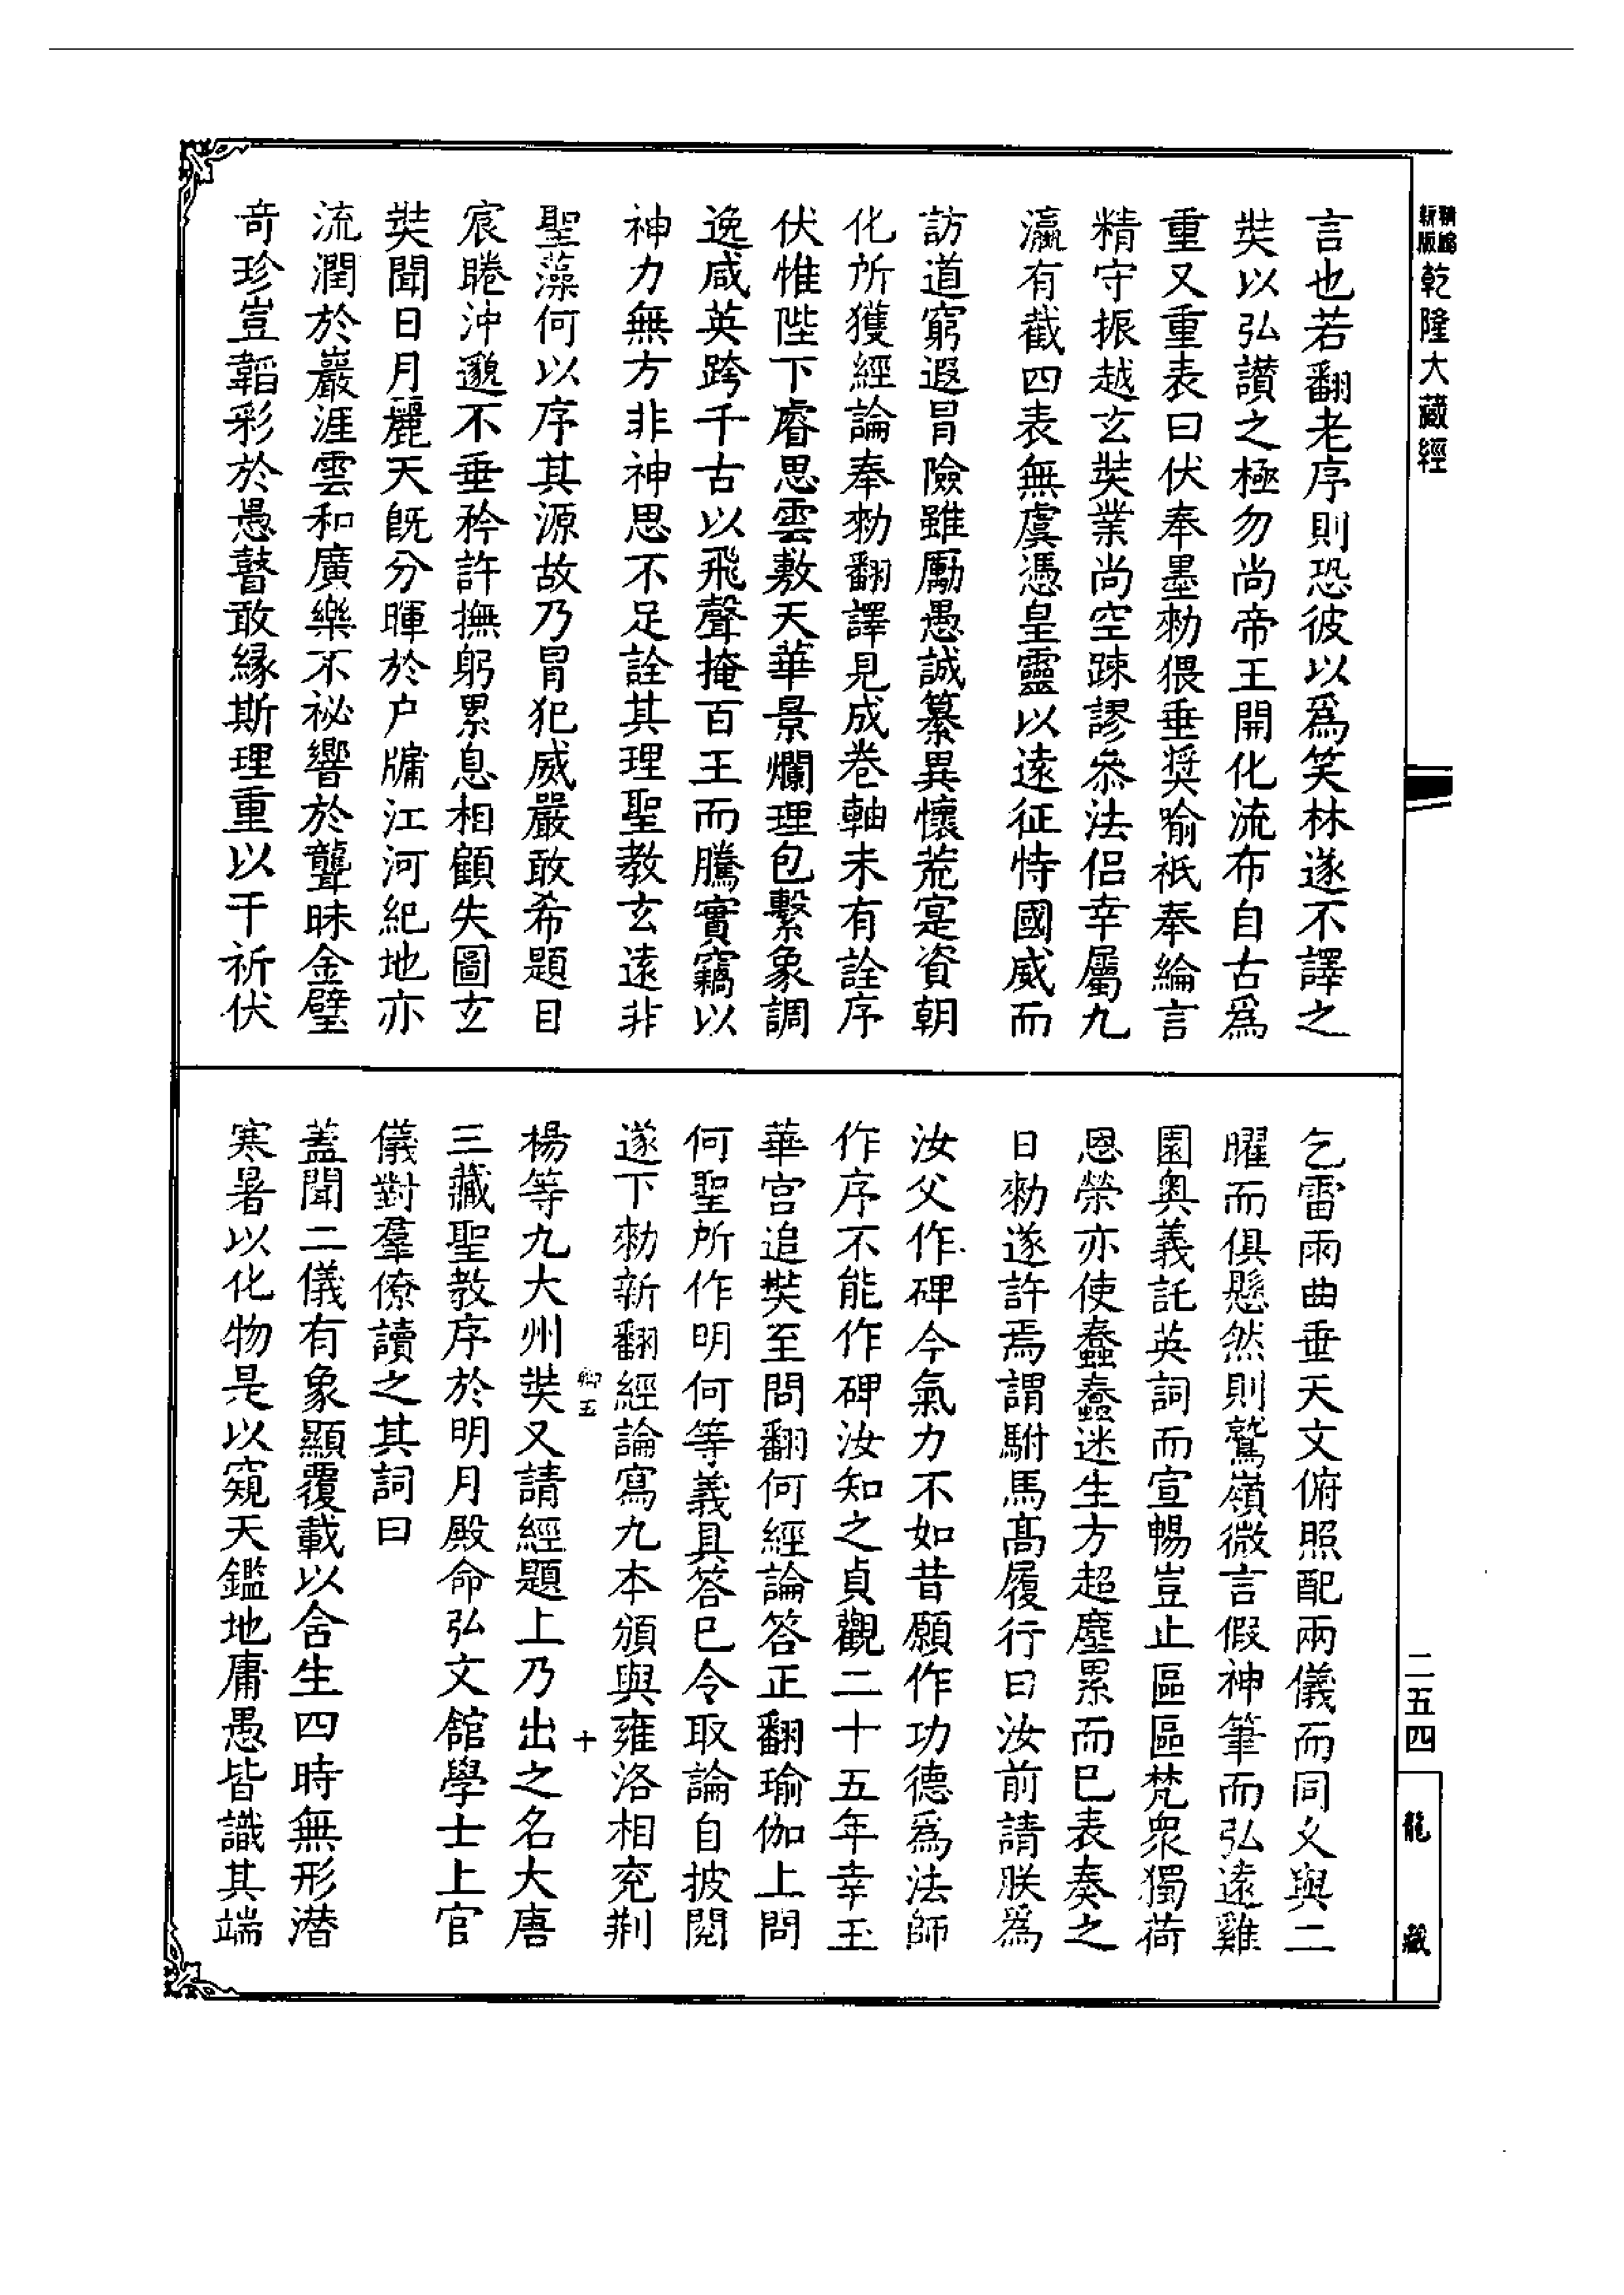 新編
縮版
乾隆大藏經
言也若翻老序則恐彼以為笑林遂不譯之
奘以弘讚之極勿尚帝王開化流布自古為
重又重表曰伏奉墨勑猥垂奨喻祇奉綸言
精守振越玄奘業尚空踈謬叅法侶幸屬九
瀛有截四表無虞憑皇靈以遠征恃國威而
訪道窮遐冒險雖勵愚誠纂異懷荒寔資朝
化所獲經論奉勑翻譯見成卷軸未有詮序
伏惟陛下睿思雲敷天華景爛理包繫象調
逸咸英跨千古以飛聲掩百王而騰實竊以
神力無方非神思不足詮其理聖教玄遠非
聖藻何以序其源故乃冒犯威嚴敢希題目
宸睠沖邈不垂矜許撫躬累息相顧失圖玄
奘聞日月麗天既分暉於户牖江河紀地亦
流潤於巖涯雲和廣樂不祕響於聾昧金璧
竒珍豈韜彩於愚瞽敢緣斯理重以干祈伏
乞雷雨曲垂天文俯照配兩儀而同文與二
曜而俱懸然則鷲嶺微言假神筆而弘遠雞
園奧義託英詞而宣暢豈止區區梵衆獨荷
恩榮亦使蠢蠢迷生方超塵累而已表奏之
日勑遂許焉謂駙馬高履行曰汝前請朕為
汝父作碑今氣力不如昔願作功德為法師
作序不能作碑汝知之貞觀二十五年幸玉
華宫追奘至問翻何經論答正翻瑜伽上問
何聖所作明何等義具答已令取論自披閱
遂下勑新翻經論寫九本頒與雍洛相兖荆
楊等九大州奘又請經題上乃出之名大唐
三藏聖教序於明月殿命弘文館學士上官
儀對羣僚讀之其詞曰
蓋聞二儀有象顯覆載以含生四時無形潛
寒暑以化物是以窺天鑑地庸愚皆識其端
十
二五四
龍藏